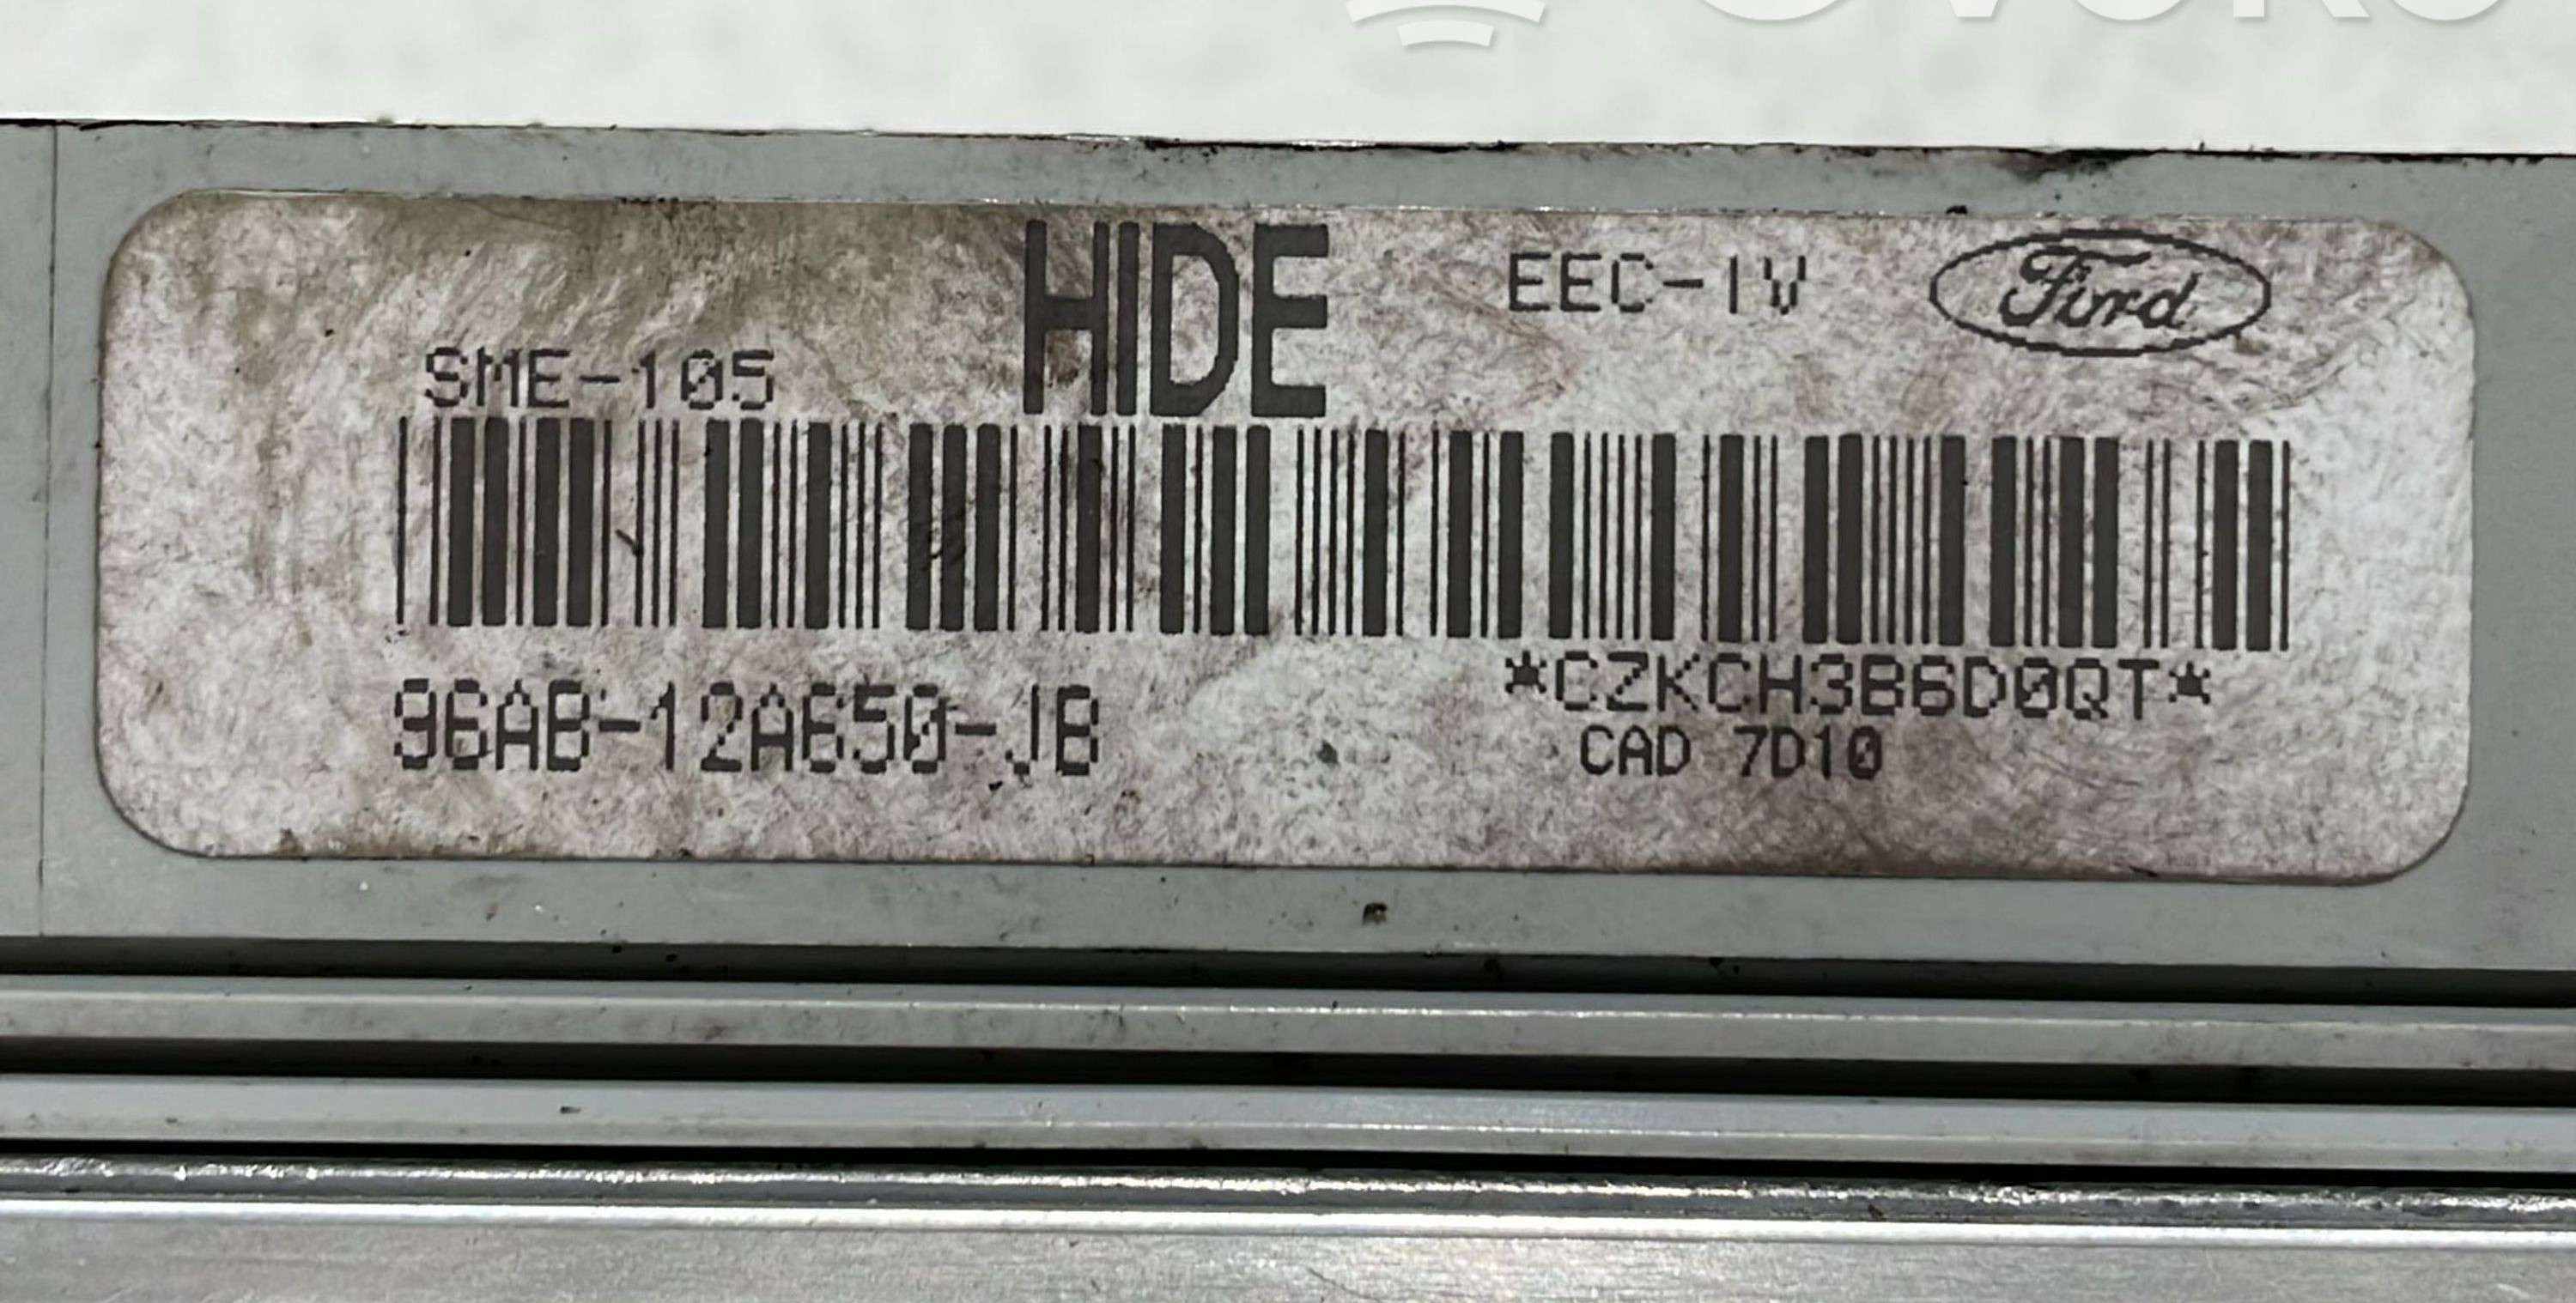 HIDE
EEC-IV
Ford
SME-105
96AB-12A650-JB
*CZKCH3B6D0QT*
CAD 7D10